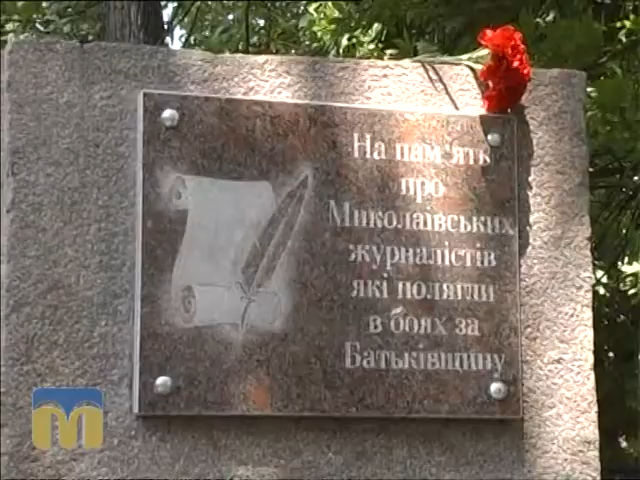 На пам'ять
про
Миколаївських
журналістів
які полягли
в боях за
Батьківщину
м